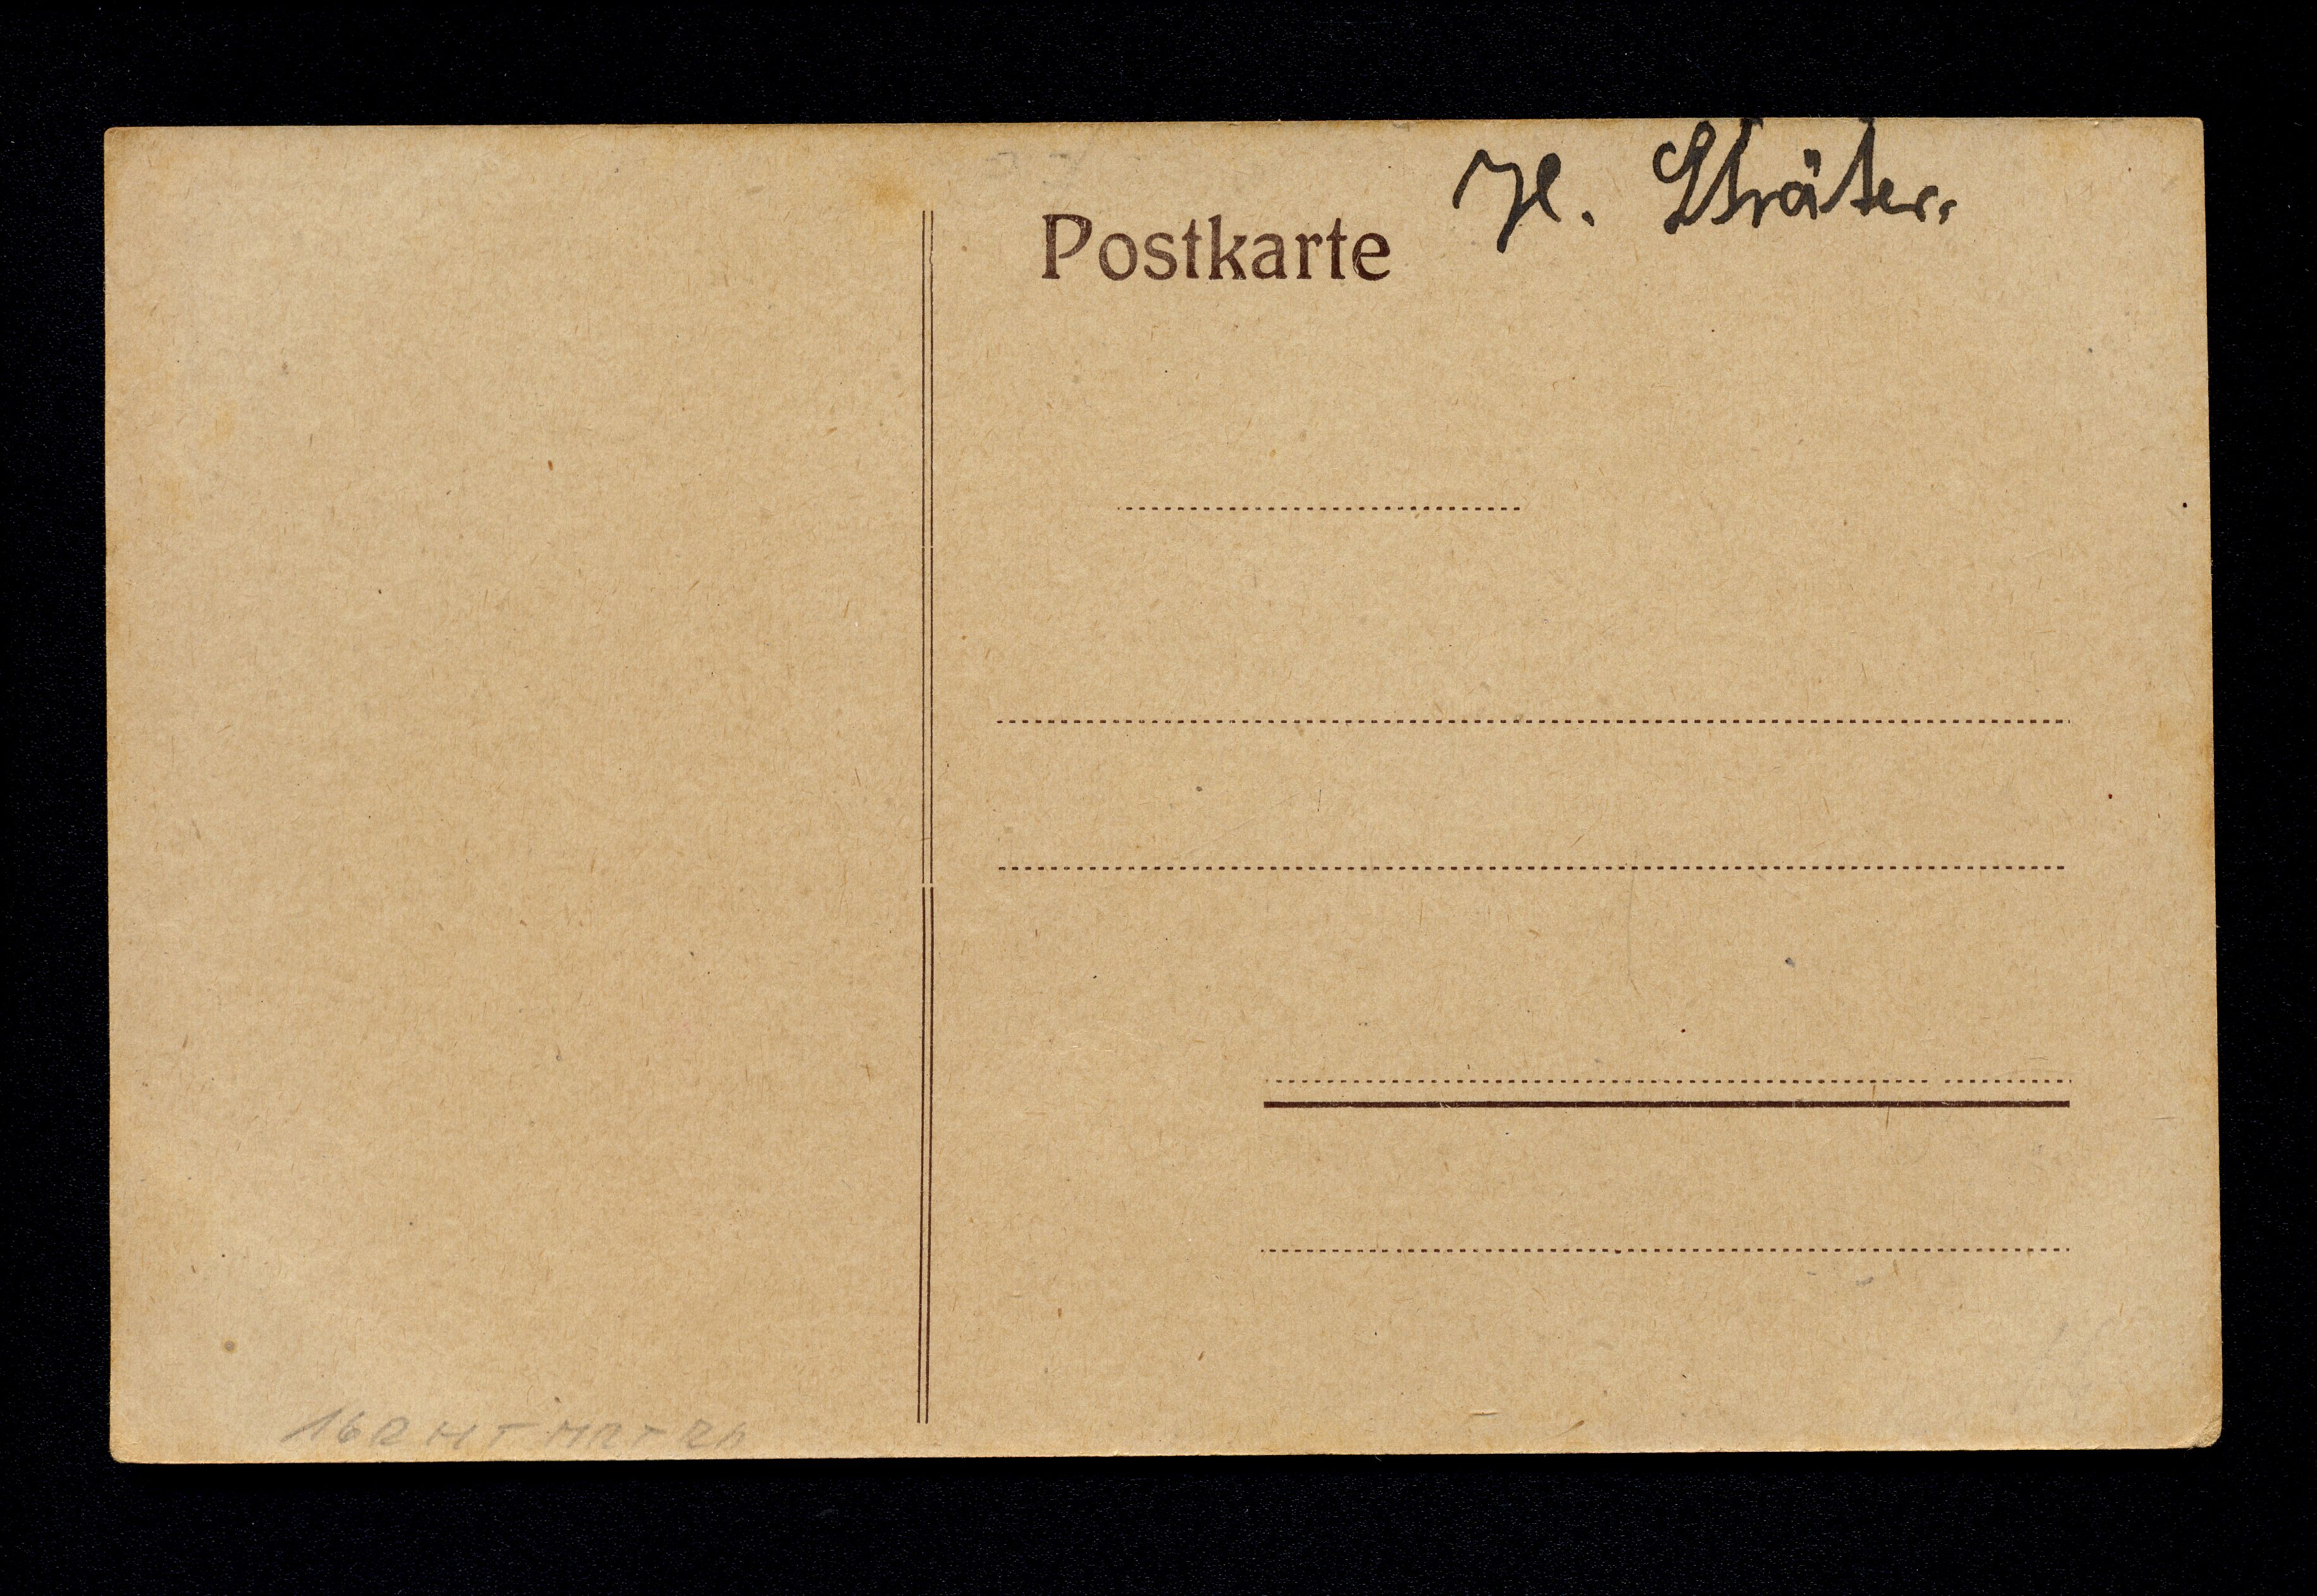 H. Sträter.
Postkarte